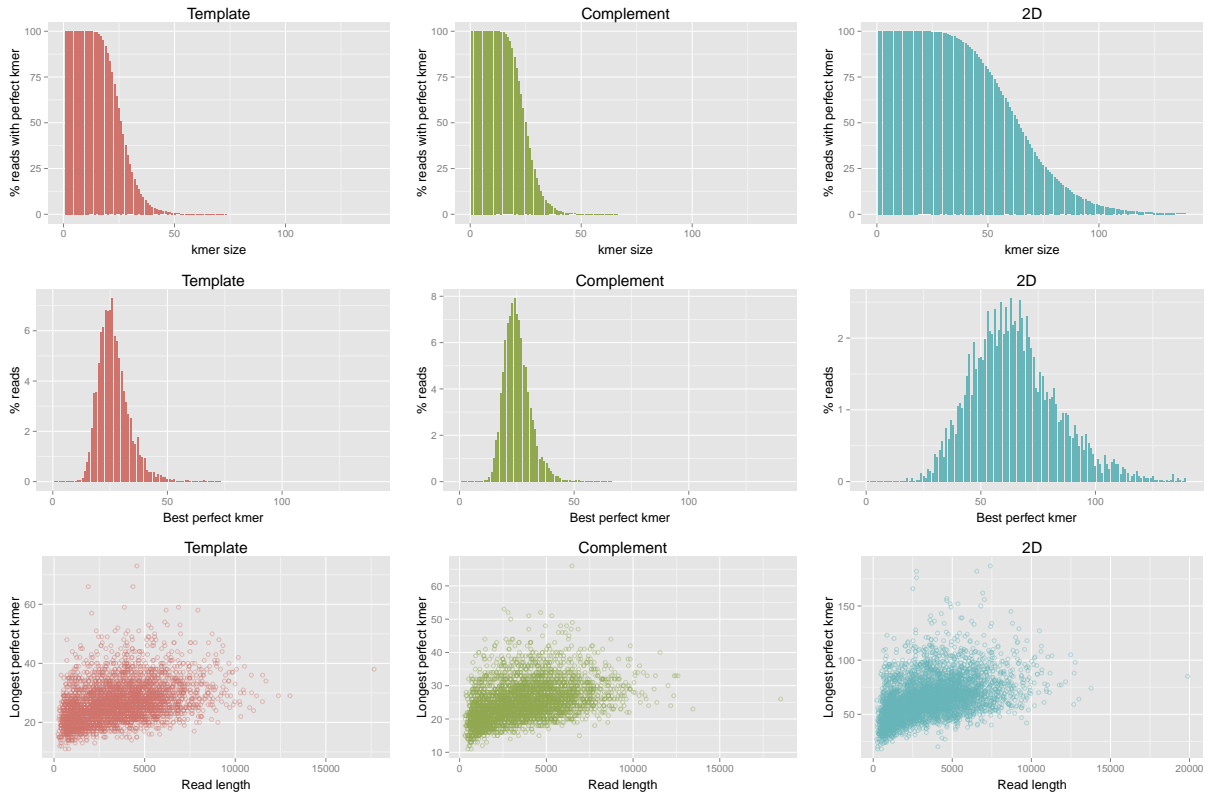 Template
% reads with perfect kmer
100
75
50
25
0
0 50 100
kmer size
Complement
% reads with perfect kmer
100
75
50
25
0
0 50 100
kmer size
2D
% reads with perfect kmer
100
75
50
25
0
0 50 100
kmer size
Template
% reads
6
4
2
0
0 50 100
Best perfect kmer
Complement
% reads
8
6
4
2
0
0 50 100
Best perfect kmer
2D
% reads
2
1
0
0 50 100
Best perfect kmer
Template
Longest perfect kmer
60
40
20
0 5000 10000 15000
Read length
Complement
Longest perfect kmer
60
50
40
30
20
10
0 5000 10000 15000
Read length
2D
Longest perfect kmer
150
100
50
0 5000 10000 15000 20000
Read length